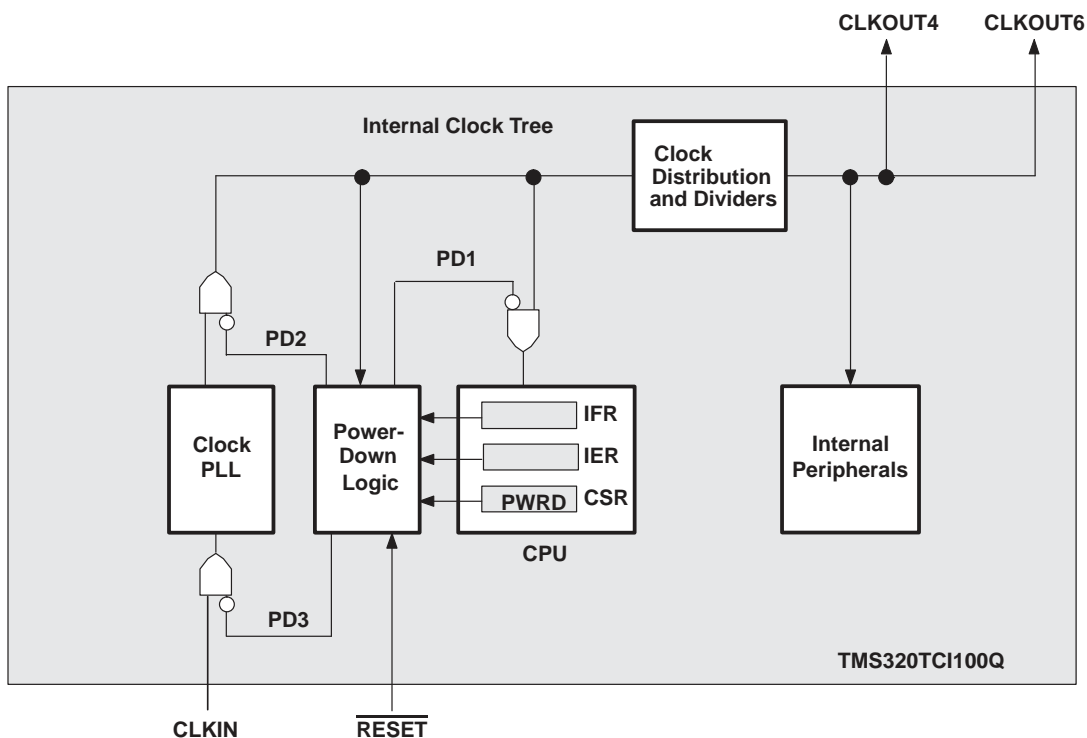 CLKOUT4 CLKOUT6
Internal Clock Tree
Clock
Distribution
and Dividers
PD1
PD2
Clock
PLL
Power-
Down
Logic
IFR
IER
PWRD CSR
CPU
Internal
Peripherals
PD3
TMS320TCI100Q
CLKIN
RESET